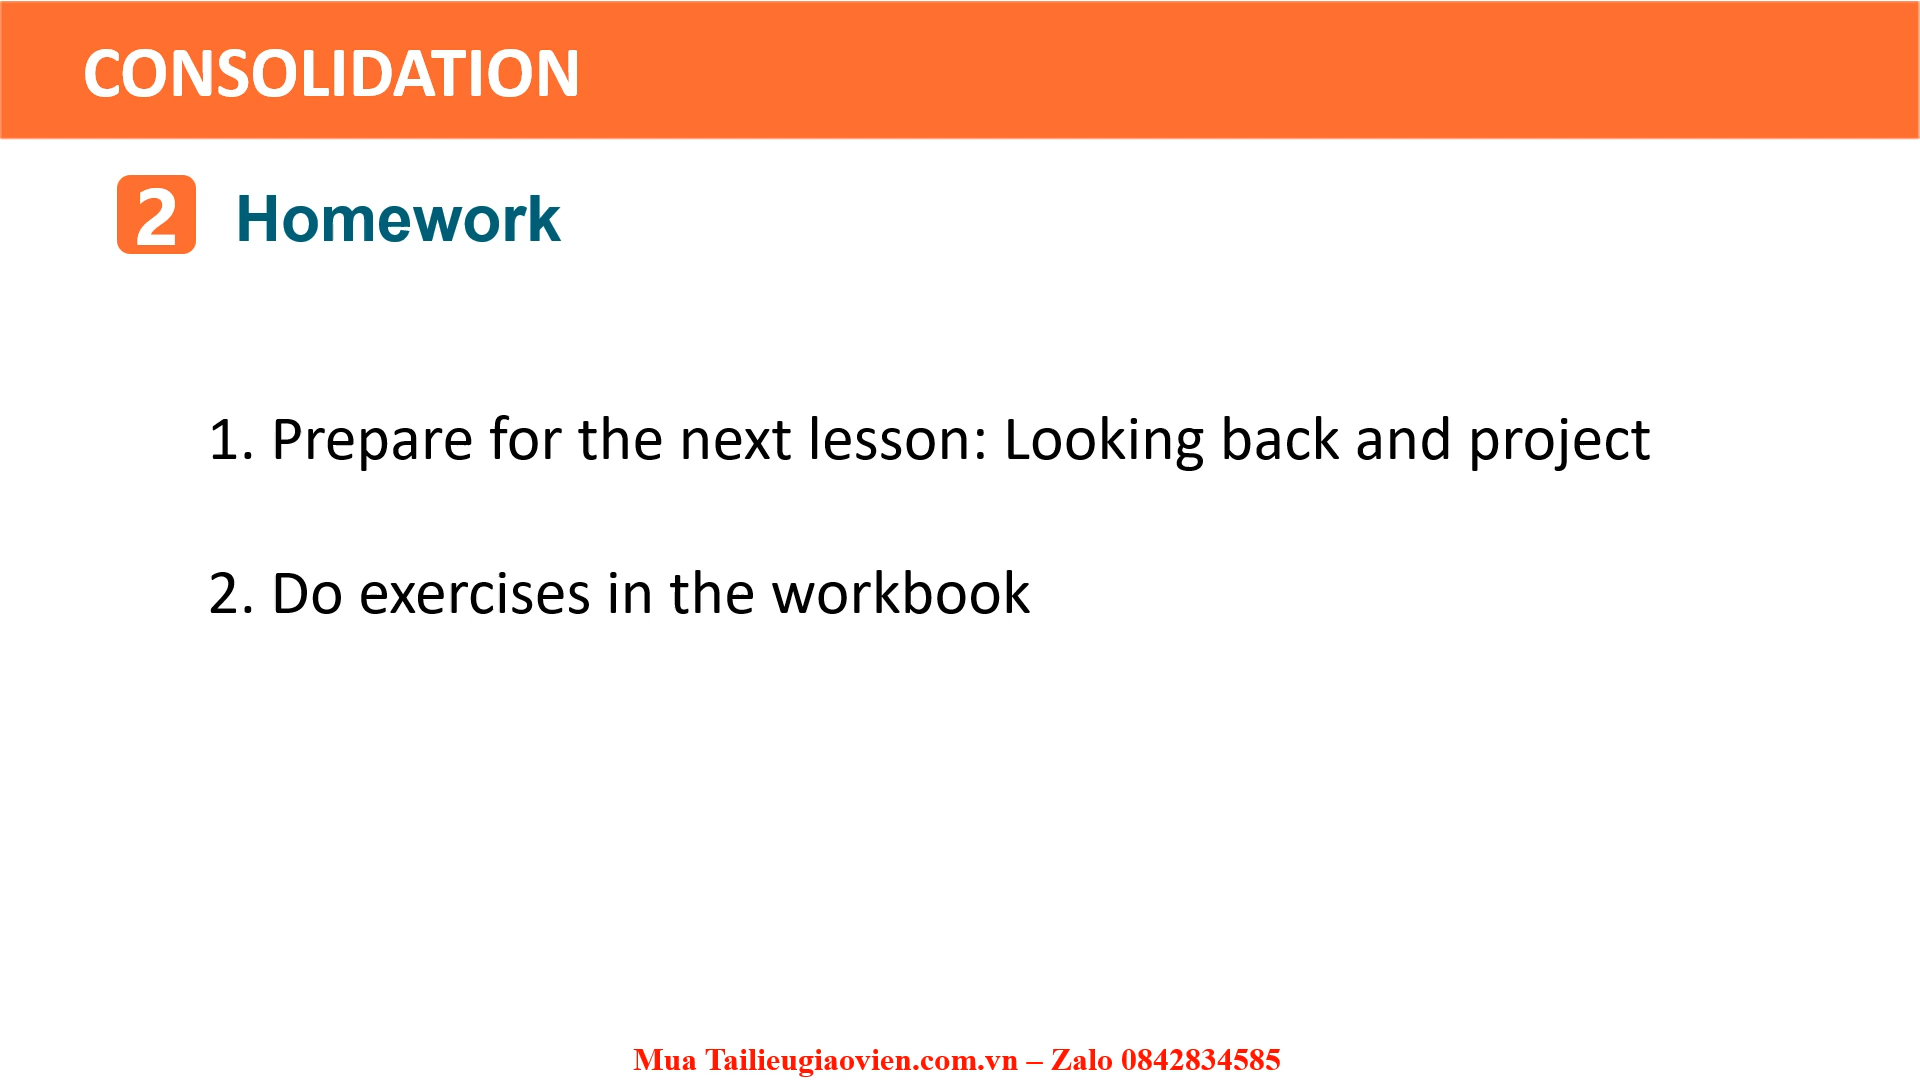 CONSOLIDATION
2 Homework
1. Prepare for the next lesson: Looking back and project
2. Do exercises in the workbook
Mua Tailieugiaovien.com.vn – Zalo 0842834585